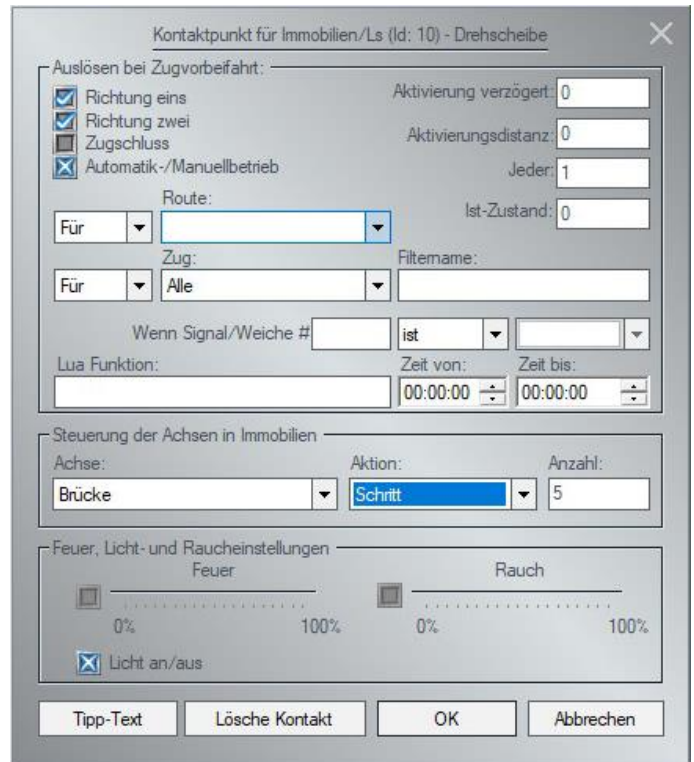 Kontaktpunkt für Immobilien/Ls (Id: 10) - Drehscheibe
Auslösen bei Zugvorbeifahrt:
Richtung eins
Richtung zwei
Zugschluss
Automatik-/Manuellbetrieb
Aktivierung verzögert: 0
Aktivierungsdistanz: 0
Jeder: 1
Ist-Zustand: 0
Route:
Für
Zug:
Filtername:
Für
Alle
Wenn Signal/Weiche #
ist
Lua Funktion:
Zeit von:
Zeit bis:
00:00:00
00:00:00
Steuerung der Achsen in Immobilien
Achse:
Aktion:
Anzahl:
Brücke
Schritt
5
Feuer, Licht- und Raucheinstellungen
Feuer
Rauch
0%
100%
0%
100%
Licht an/aus
Tipp-Text
Lösche Kontakt
OK
Abbrechen